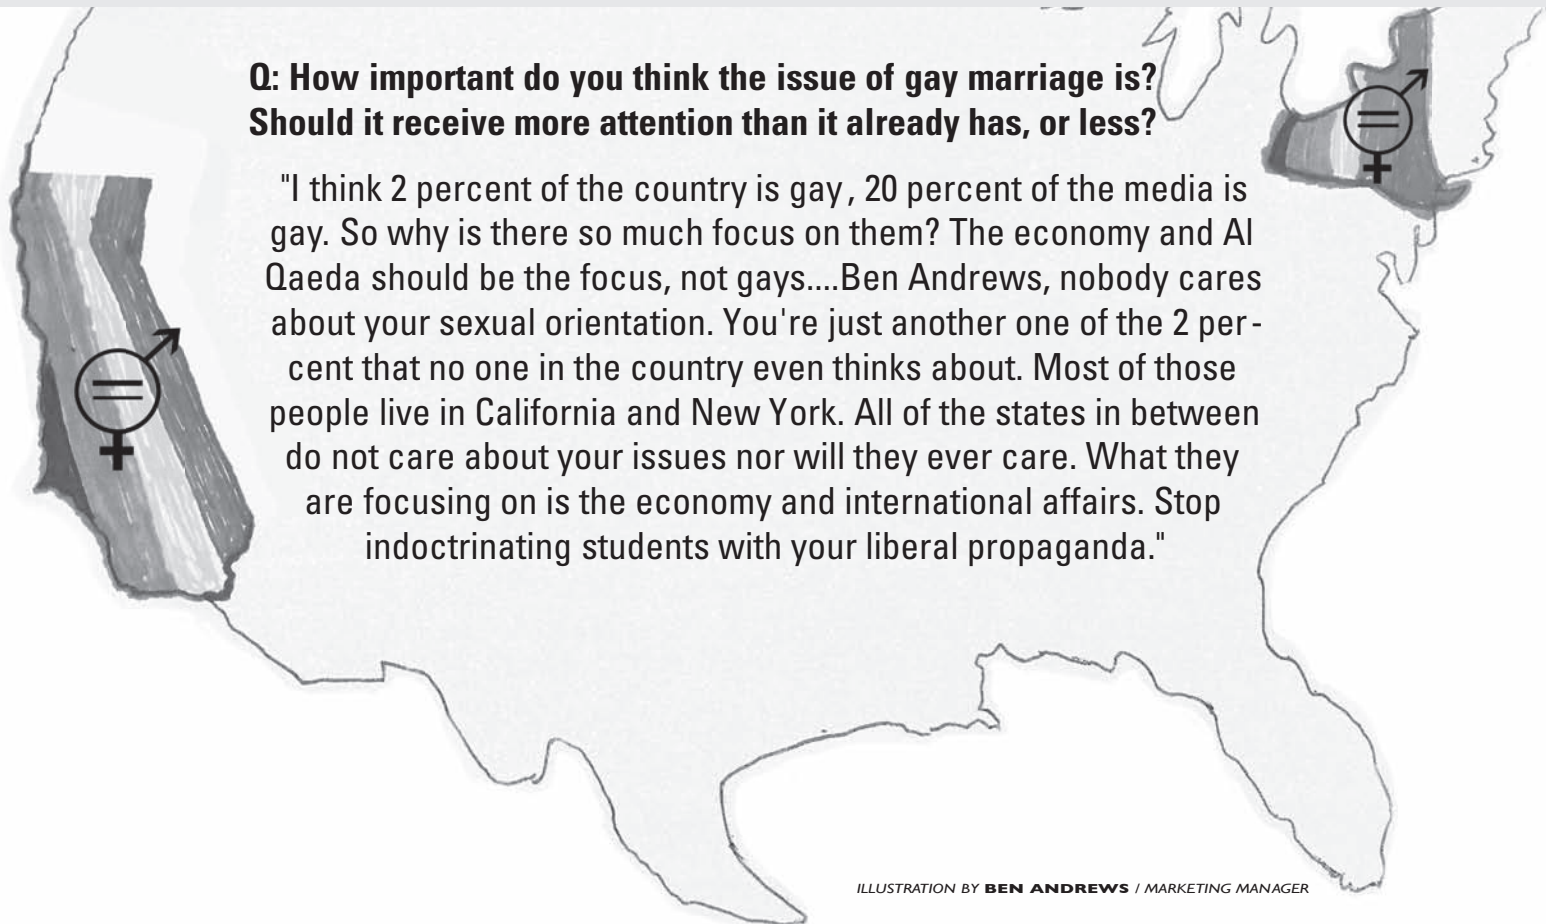 Q: How important do you think the issue of gay marriage is?
Should it receive more attention than it already has, or less?
"I think 2 percent of the country is gay, 20 percent of the media is
gay. So why is there so much focus on them? The economy and Al
Qaeda should be the focus, not gays....Ben Andrews, nobody cares
about your sexual orientation. You're just another one of the 2 per-
cent that no one in the country even thinks about. Most of those
people live in California and New York. All of the states in between
do not care about your issues nor will they ever care. What they
are focusing on is the economy and international affairs. Stop
indoctrinating students with your liberal propaganda."
ILLUSTRATION BY BEN ANDREWS / MARKETING MANAGER